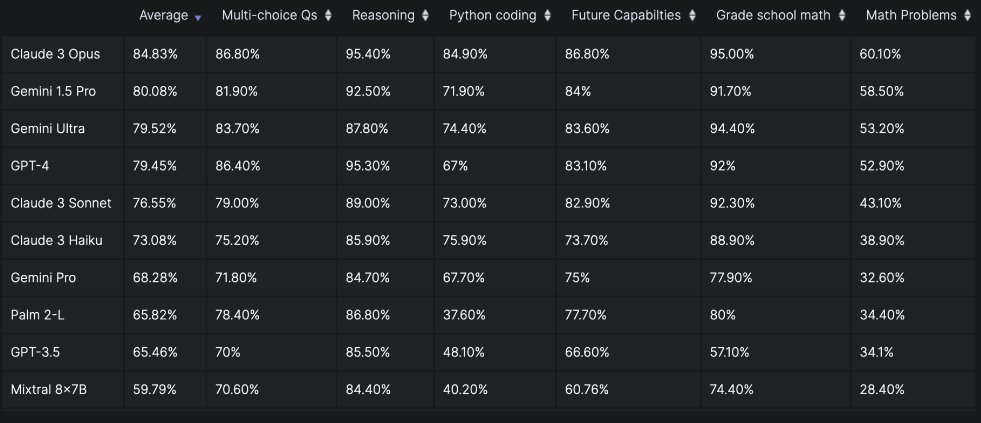 Average Multi-choice Qs Reasoning Python coding Future Capabilties Grade school math Math Problems
Claude 3 Opus 84.83% 86.80% 95.40% 84.90% 86.80% 95.00% 60.10%
Gemini 1.5 Pro 80.08% 81.90% 92.50% 71.90% 84% 91.70% 58.50%
Gemini Ultra 79.52% 83.70% 87.80% 74.40% 83.60% 94.40% 53.20%
GPT-4 79.45% 86.40% 95.30% 67% 83.10% 92% 52.90%
Claude 3 Sonnet 76.55% 79.00% 89.00% 73.00% 82.90% 92.30% 43.10%
Claude 3 Haiku 73.08% 75.20% 85.90% 75.90% 73.70% 88.90% 38.90%
Gemini Pro 68.28% 71.80% 84.70% 67.70% 75% 77.90% 32.60%
Palm 2-L 65.82% 78.40% 86.80% 37.60% 77.70% 80% 34.40%
GPT-3.5 65.46% 70% 85.50% 48.10% 66.60% 57.10% 34.1%
Mixtral 8×7B 59.79% 70.60% 84.40% 40.20% 60.76% 74.40% 28.40%